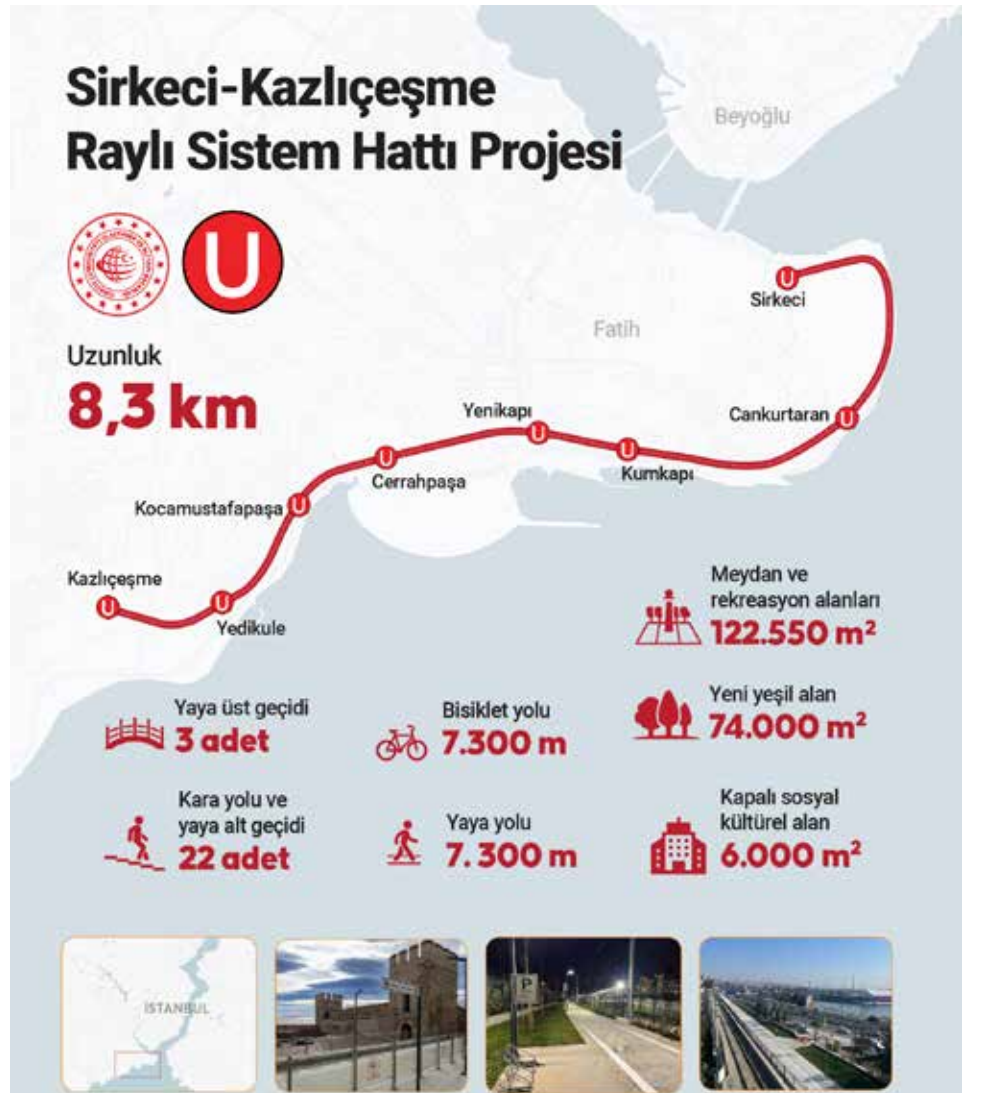 Sirkeci-Kazlıçeşme
Raylı Sistem Hattı Projesi
Beyoğlu
U
Uzunluk
8,3 km
Fatih
U
Sirkeci
Cankurtaran
U
Yenikapı
U
U
Kumkapı
U
Cerrahpaşa
Kocamustafapaşa
U
Kazlıçeşme
U
U
Yedikule
Meydan ve
rekreasyon alanları
122.550 m²
Yaya üst geçidi
3 adet
Bisiklet yolu
7.300 m
Yeni yeşil alan
74.000 m²
Kara yolu ve
yaya alt geçidi
22 adet
Yaya yolu
7. 300 m
Kapalı sosyal
kültürel alan
6.000 m²
İSTANBUL
P